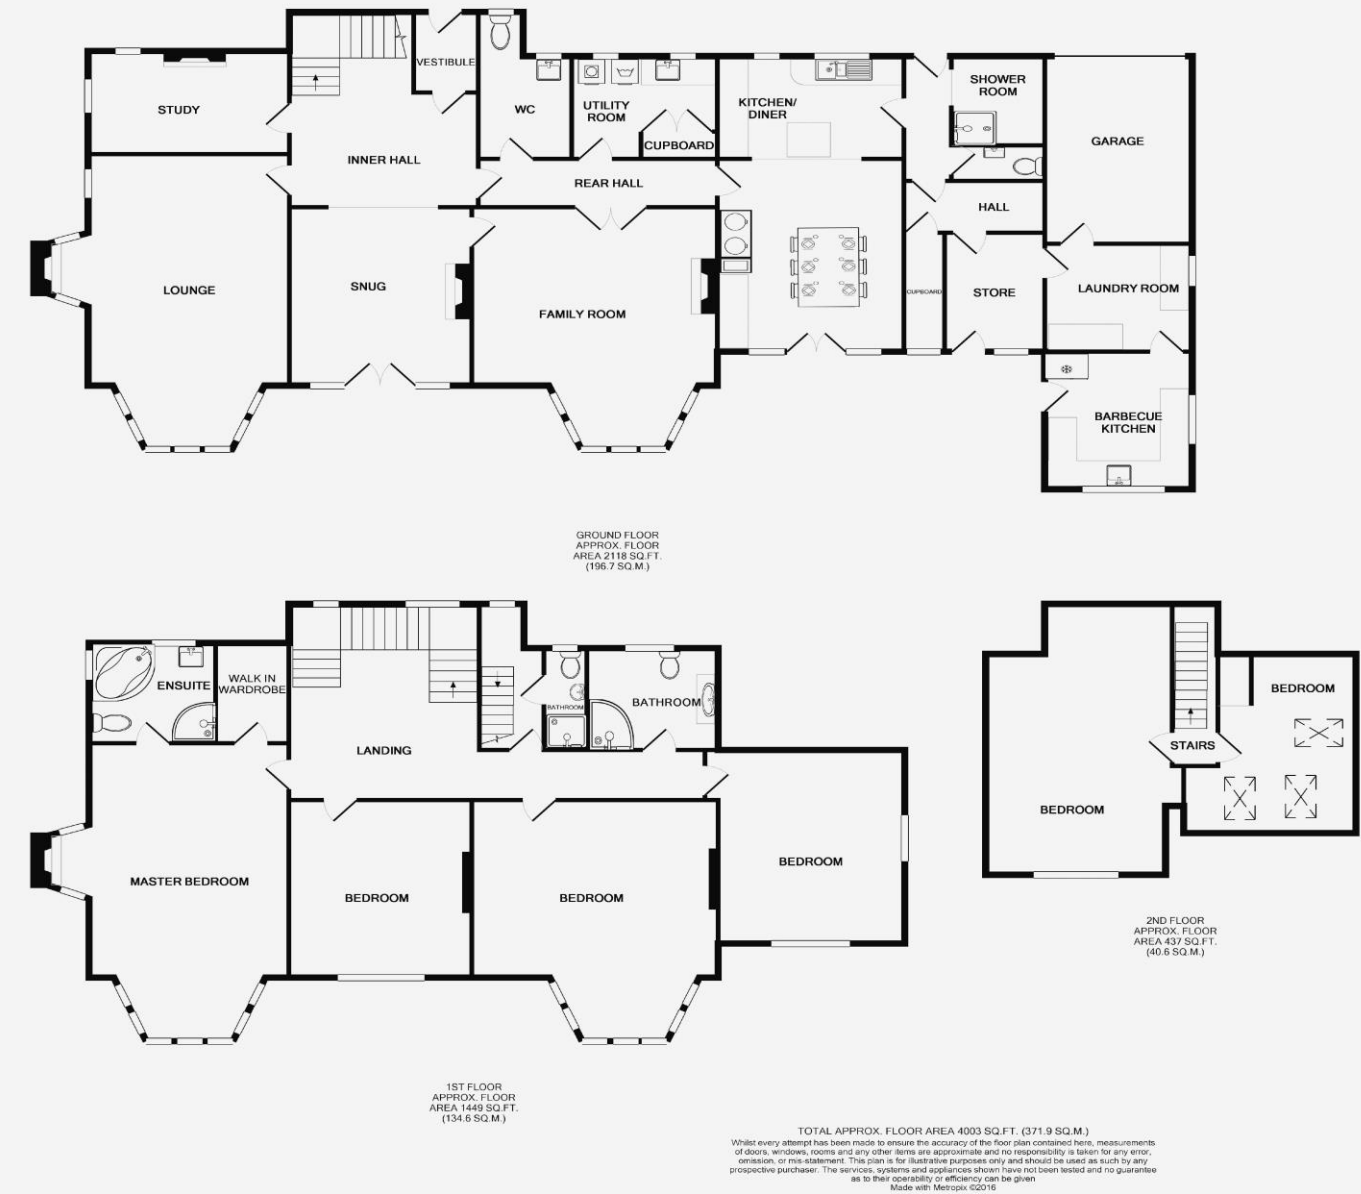 VESTIBULE
STUDY
WC
UTILITY
ROOM
CUPBOARD
KITCHEN/
DINER
SHOWER
ROOM
GARAGE
INNER HALL
REAR HALL
HALL
LOUNGE
SNUG
FAMILY ROOM
CUPBOARD
STORE
LAUNDRY ROOM
BARBECUE
KITCHEN
GROUND FLOOR
APPROX. FLOOR
AREA 2118 SQ.FT.
(196.7 SQ.M.)
ENSUITE
WALK IN
WARDROBE
BATHROOM
BATHROOM
LANDING
MASTER BEDROOM
BEDROOM
BEDROOM
BEDROOM
1ST FLOOR
APPROX. FLOOR
AREA 1449 SQ.FT.
(134.6 SQ.M.)
BEDROOM
STAIRS
BEDROOM
2ND FLOOR
APPROX. FLOOR
AREA 437 SQ.FT.
(40.6 SQ.M.)
TOTAL APPROX. FLOOR AREA 4003 SQ.FT. (371.9 SQ.M.)
Whilst every attempt has been made to ensure the accuracy of the floor plan contained here, measurements
of doors, windows, rooms and any other items are approximate and no responsibility is taken for any error,
omission, or mis-statement. This plan is for illustrative purposes only and should be used as such by any
prospective purchaser. The services, systems and appliances shown have not been tested and no guarantee
as to their operability or efficiency can be given
Made with Metropix ©2016